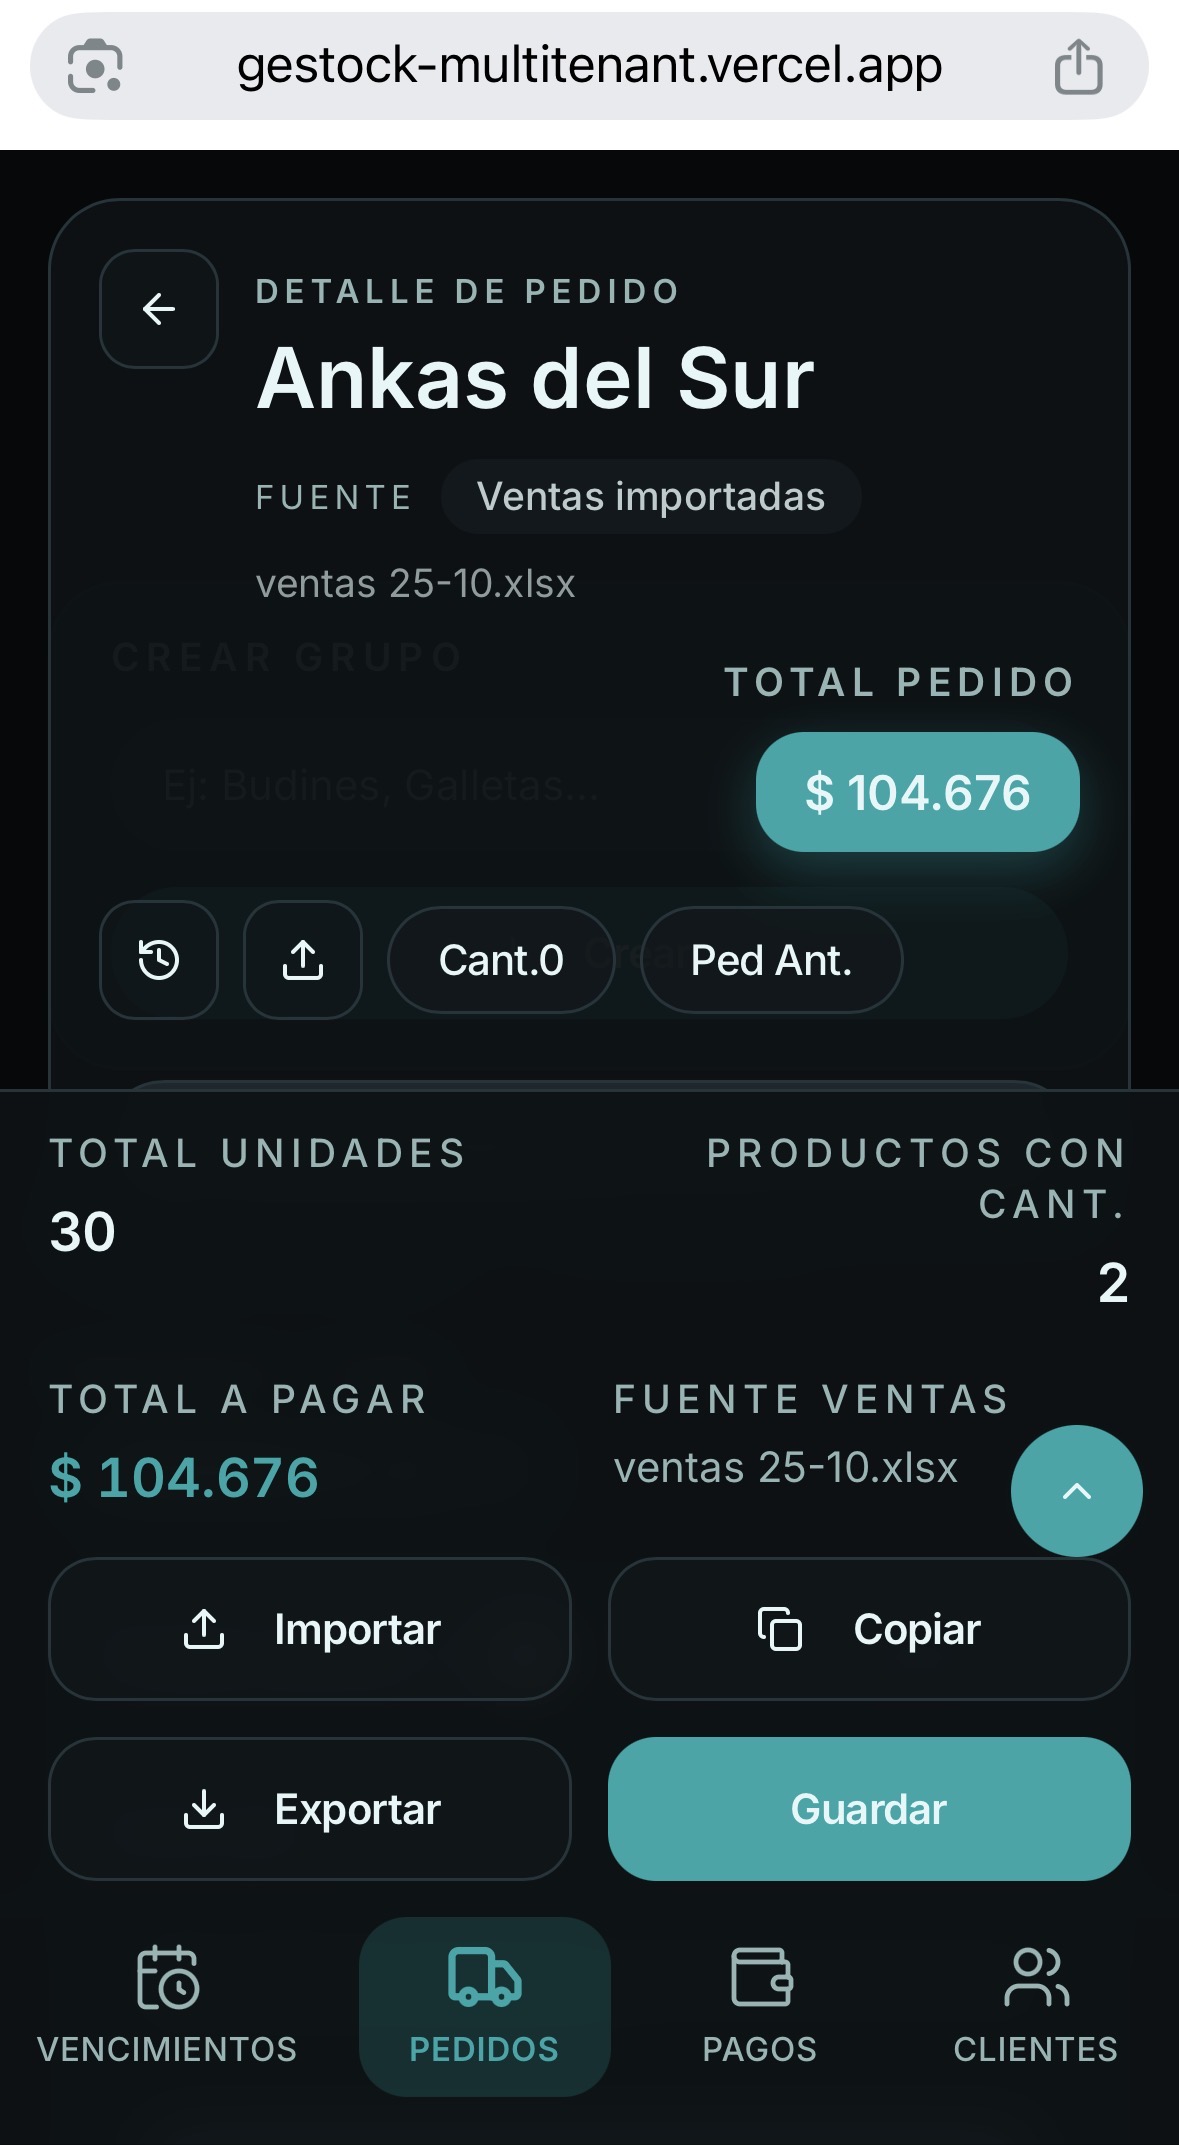 gestock-multitenant.vercel.app
DETALLE DE PEDIDO
Ankas del Sur
FUENTE Ventas importadas
ventas 25-10.xlsx
CREAR GRUPO
TOTAL PEDIDO
Ej: Budines, Galletas...
$ 104.676
Cant.0 Crear Ped Ant.
TOTAL UNIDADES
30
PRODUCTOS CON
CANT.
2
TOTAL A PAGAR
$ 104.676
FUENTE VENTAS
ventas 25-10.xlsx
Importar
Copiar
Exportar
Guardar
VENCIMIENTOS
PEDIDOS
PAGOS
CLIENTES